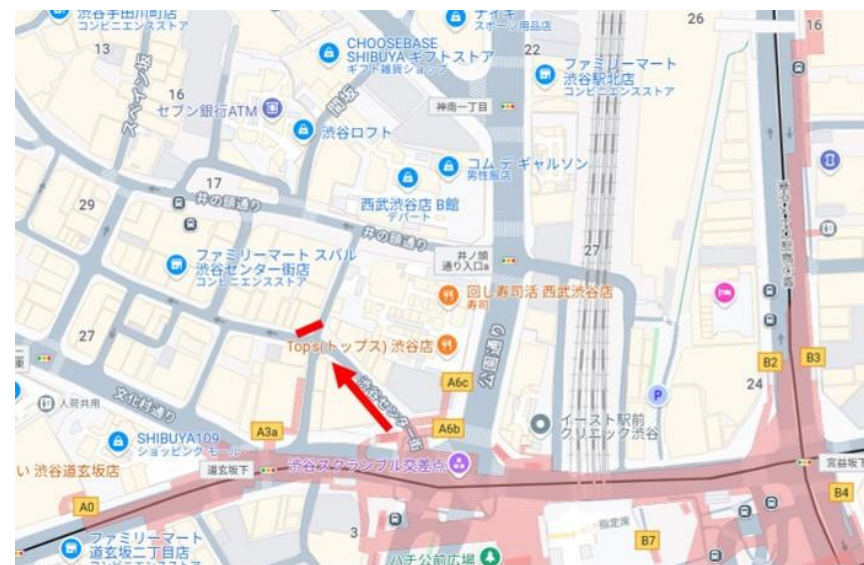 渋谷宇田川町店
コンビニエンスストア
13
スペイン坂
16
セブン銀行ATM
CHOOSEBASE
SHIBUYA ギフトストア
ギフト雑貨ショップ
間坂
渋谷ロフト
ナイキ
スポーツ用品店
22
26
16
ファミリーマート
渋谷駅北店
コンビニエンスストア
神南一丁目
コム デ ギャルソン
男性服店
西武渋谷店 B館
デパート
17
29
井の頭通り
井の頭通り
井ノ頭
通り入口a
27
ファミリーマート スバル
渋谷センター街店
コンビニエンスストア
回し寿司活 西武渋谷店
寿司
27
Tops(トップス) 渋谷店
公園通り
A6c
A6b
渋谷センター街
文化村通り
東
人荷共用
A3a
SHIBUYA109
ショッピング モール
い 渋谷道玄坂店
道玄坂下
渋谷スクランブル交差点
イースト駅前
クリニック渋谷
P
B2
B3
24
宮益坂下
B4
A0
ファミリーマート
道玄坂二丁目店
コンビニエンスストア
3
ハチ公前広場
指定席
B7